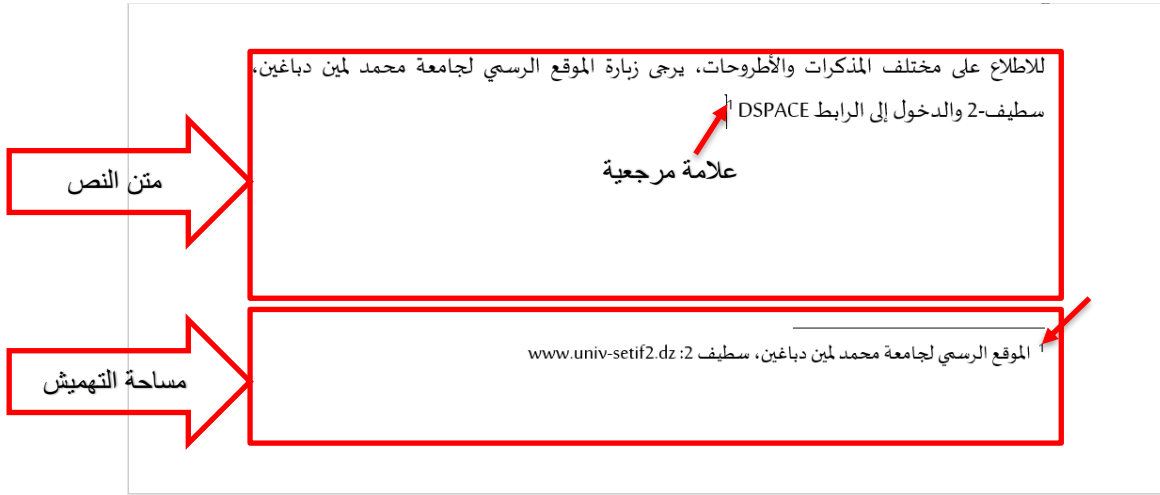 للاطلاع على مختلف المذكرات والأطروحات، يرجى زيارة الموقع الرسمي لجامعة محمد لمين دباغين،
سطيف-2 والدخول إلى الرابط DSPACE ¹
علامة مرجعية
متن النص
¹ الموقع الرسمي لجامعة محمد لمين دباغين، سطيف 2: www.univ-setif2.dz
مساحة التهميش